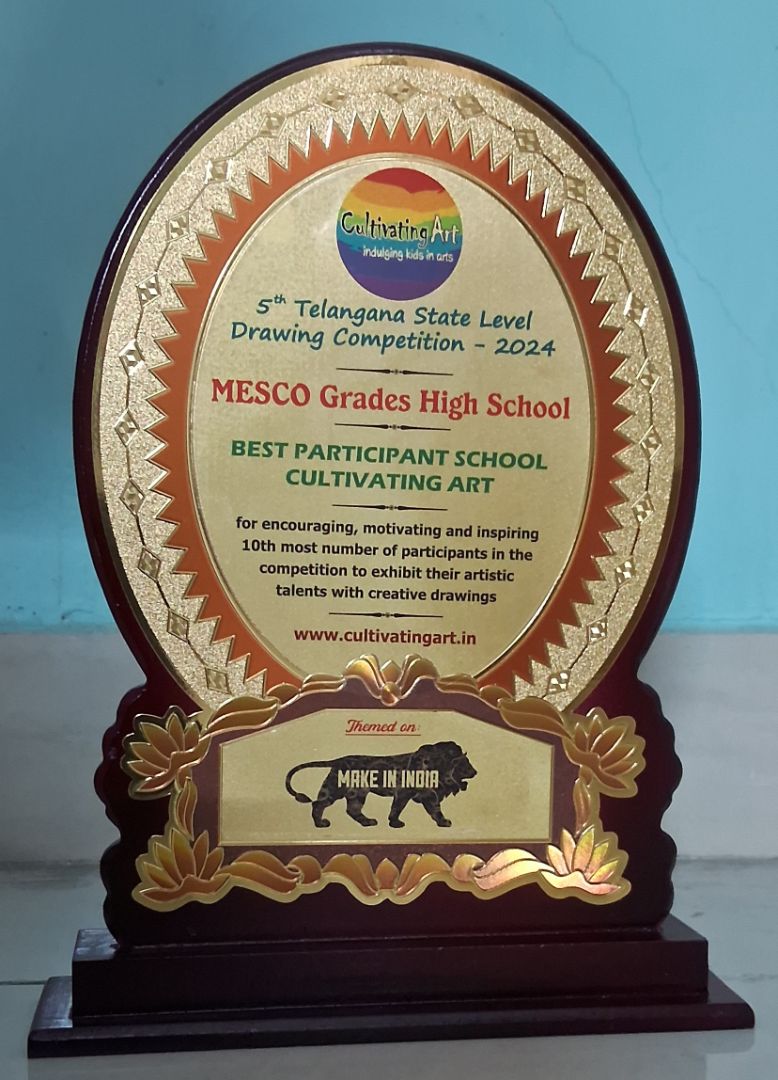 Cultivating Art
indulging kids in arts
5th Telangana State Level
Drawing Competition - 2024
MESCO Grades High School
BEST PARTICIPANT SCHOOL
CULTIVATING ART
for encouraging, motivating and inspiring
10th most number of participants in the
competition to exhibit their artistic
talents with creative drawings
www.cultivatingart.in
Themed on:
MAKE IN INDIA